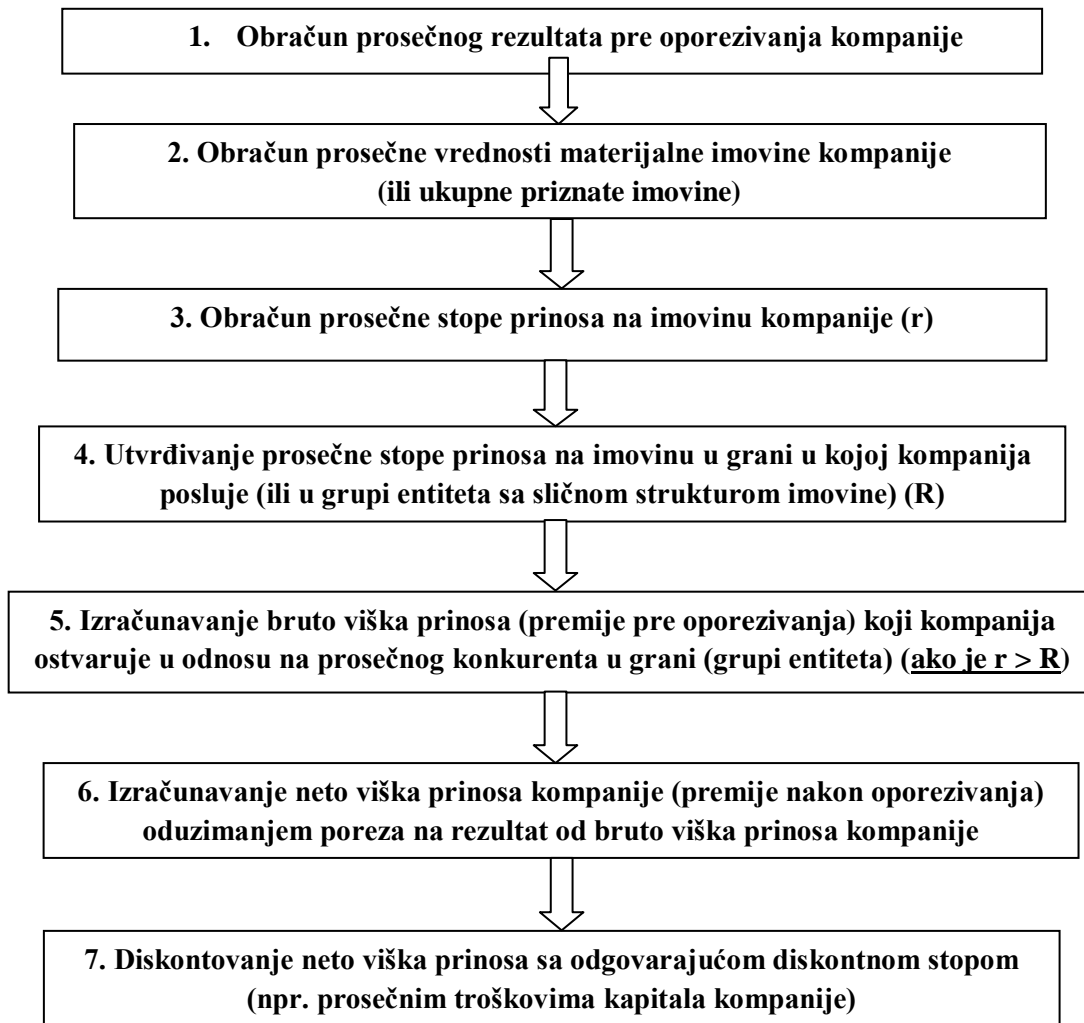 1. Obračun prosečnog rezultata pre oporezivanja kompanije
2. Obračun prosečne vrednosti materijalne imovine kompanije
(ili ukupne priznate imovine)
3. Obračun prosečne stope prinosa na imovinu kompanije (r)
4. Utvrđivanje prosečne stope prinosa na imovinu u grani u kojoj kompanija
posluje (ili u grupi entiteta sa sličnom strukturom imovine) (R)
5. Izračunavanje bruto viška prinosa (premije pre oporezivanja) koji kompanija
ostvaruje u odnosu na prosečnog konkurenta u grani (grupi entiteta) (ako je r > R)
6. Izračunavanje neto viška prinosa kompanije (premije nakon oporezivanja)
oduzimanjem poreza na rezultat od bruto viška prinosa kompanije
7. Diskontovanje neto viška prinosa sa odgovarajućom diskontnom stopom
(npr. prosečnim troškovima kapitala kompanije)